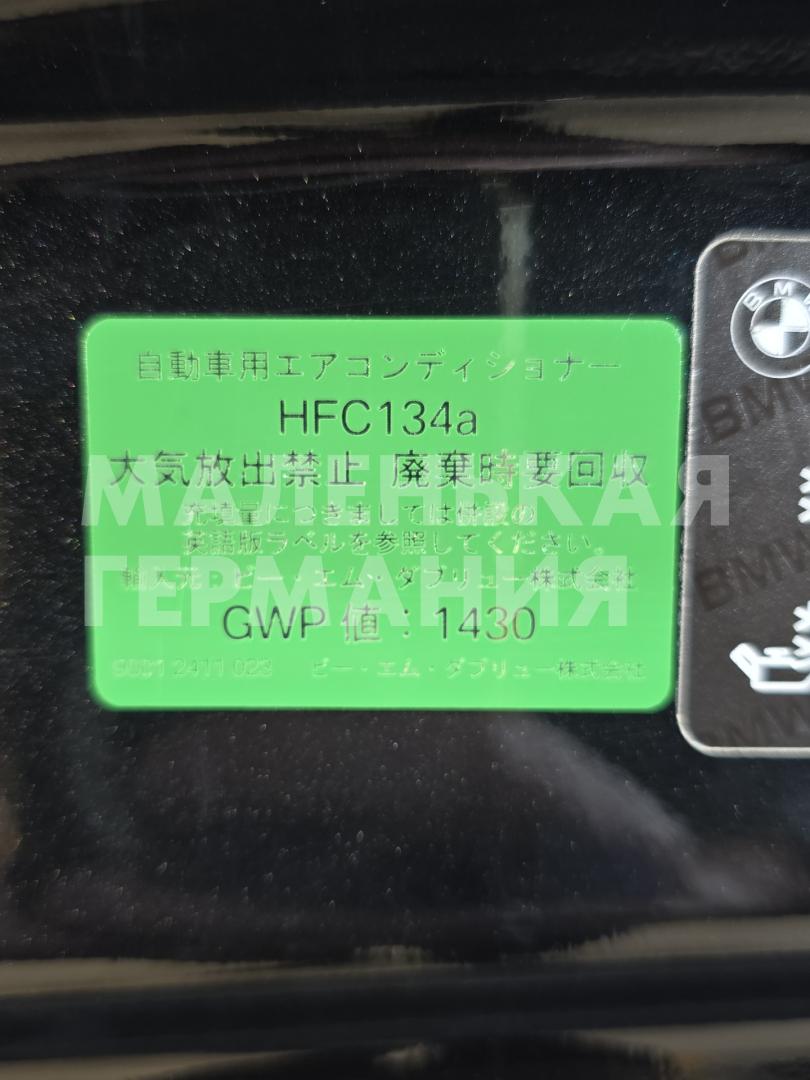 自動車用エアコンディショナー
HFC134a
大気放出禁止 廃棄時要回収
充填量につきましては併設の
英語版ラベルを参照してください。
輸入元:ビー・エム・ダブリュー株式会社
GWP 値:1430
ビー・エム・ダブリュー株式会社
МАЛЕНЬКАЯ
ГЕРМАНИЯ
BMW
BMW
BMW
BMW